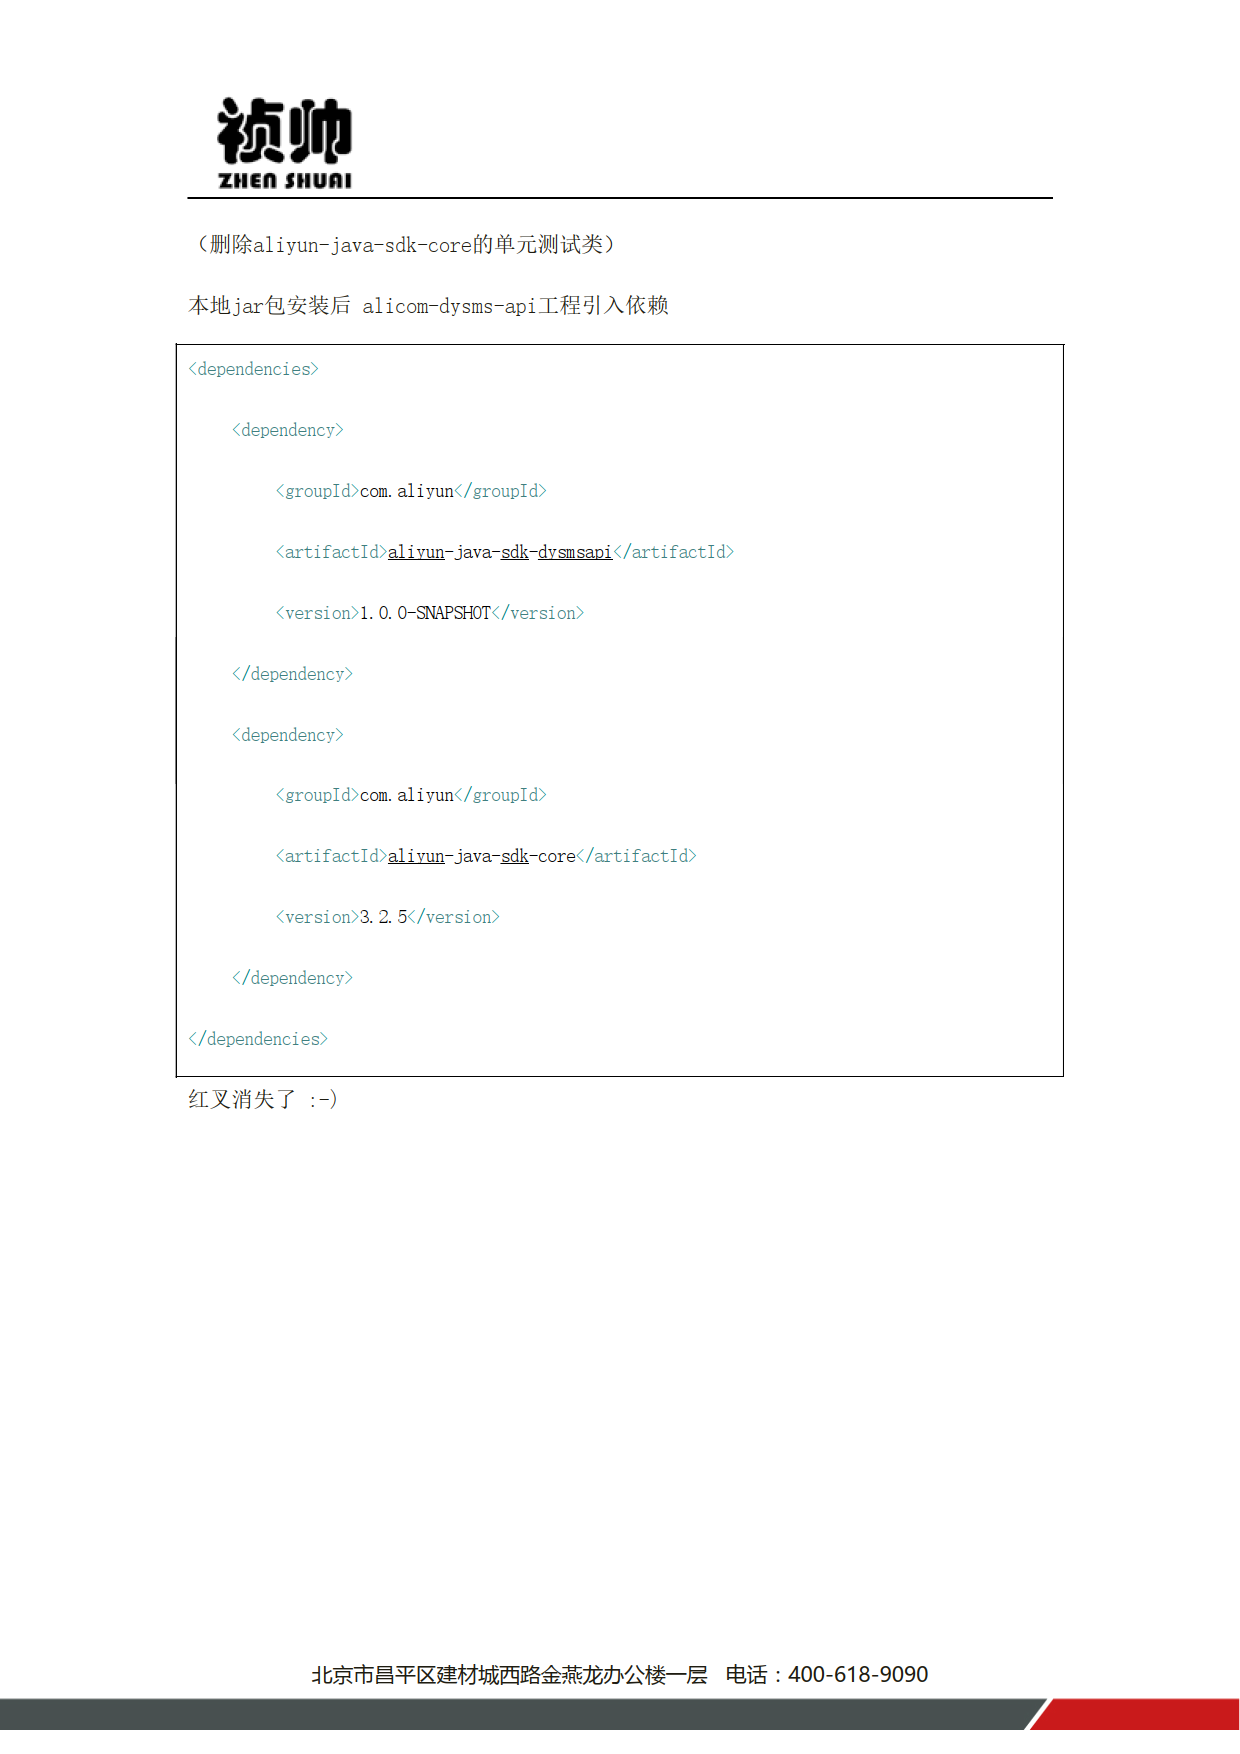 祯帅
ZHEN SHUAI
（删除aliyun-java-sdk-core的单元测试类）
本地jar包安装后 alicom-dysms-api工程引入依赖
<dependencies>
<dependency>
<groupId>com.aliyun</groupId>
<artifactId>aliyun-java-sdk-dysmsapi</artifactId>
<version>1.0.0-SNAPSHOT</version>
</dependency>
<dependency>
<groupId>com.aliyun</groupId>
<artifactId>aliyun-java-sdk-core</artifactId>
<version>3.2.5</version>
</dependency>
</dependencies>
红叉消失了 :-)
北京市昌平区建材城西路金燕龙办公楼一层 电话：400-618-9090